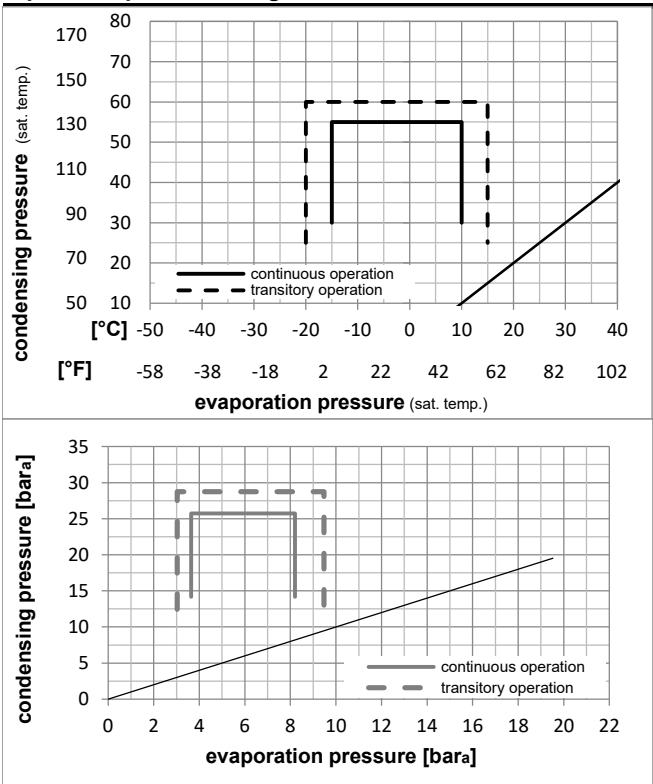 80
170
70
150
60
130
50
110
40
90
30
70
20
50
10
condensing pressure (sat. temp.)
continuous operation
transitory operation
[°C] -50 -40 -30 -20 -10 0 10 20 30 40
[°F] -58 -38 -18 2 22 42 62 82 102
evaporation pressure (sat. temp.)
35
30
25
20
15
10
5
0
condensing pressure [bara]
continuous operation
transitory operation
0 2 4 6 8 10 12 14 16 18 20 22
evaporation pressure [bara]